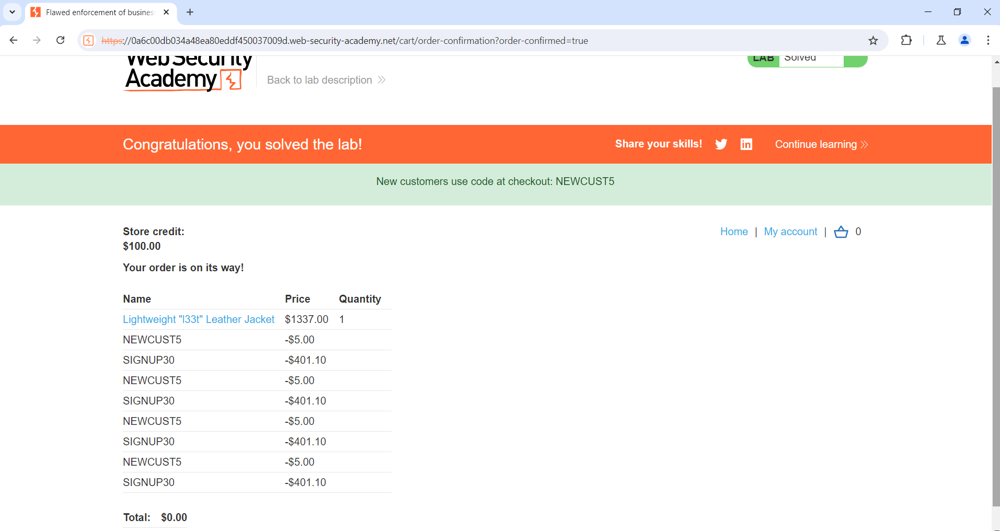 Flawed enforcement of busines
https://0a6c00db034a48ea80eddf450037009d.web-security-academy.net/cart/order-confirmation?order-confirmed=true
Web Security
Academy
Back to lab description
LAB Solved
Congratulations, you solved the lab!
Share your skills!
Continue learning
New customers use code at checkout: NEWCUST5
Store credit:
$100.00
Home | My account | 0
Your order is on its way!
Name Price Quantity
Lightweight "l33t" Leather Jacket $1337.00 1
NEWCUST5 -$5.00
SIGNUP30 -$401.10
NEWCUST5 -$5.00
SIGNUP30 -$401.10
NEWCUST5 -$5.00
SIGNUP30 -$401.10
NEWCUST5 -$5.00
SIGNUP30 -$401.10
Total: $0.00